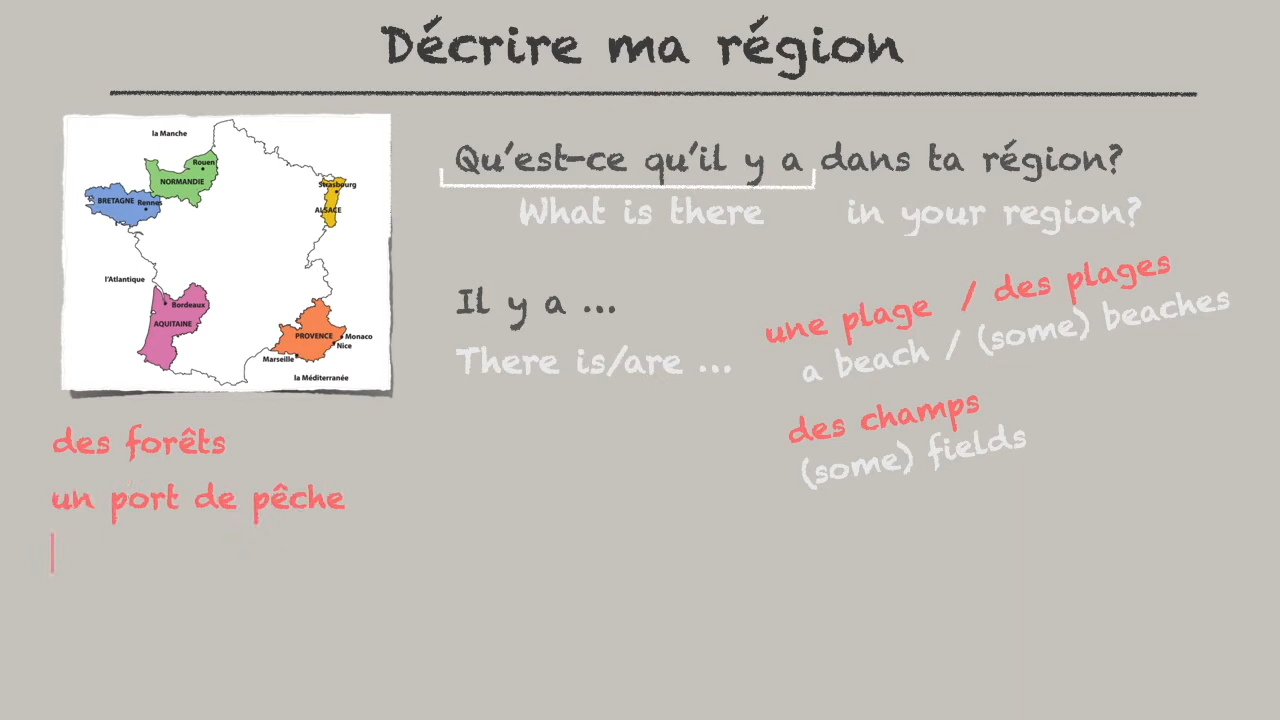 Décrire ma région
la Manche
Rouen
NORMANDIE
BRETAGNE
Rennes
Strasbourg
ALSACE
l'Atlantique
Bordeaux
AQUITAINE
PROVENCE
Monaco
Nice
Marseille
la Méditerranée
Qu'est-ce qu'il y a dans ta région?
What is there in your region?
Il y a ...
There is/are ...
une plage / des plages
a beach / (some) beaches
des champs
(some) fields
des forêts
un port de pêche